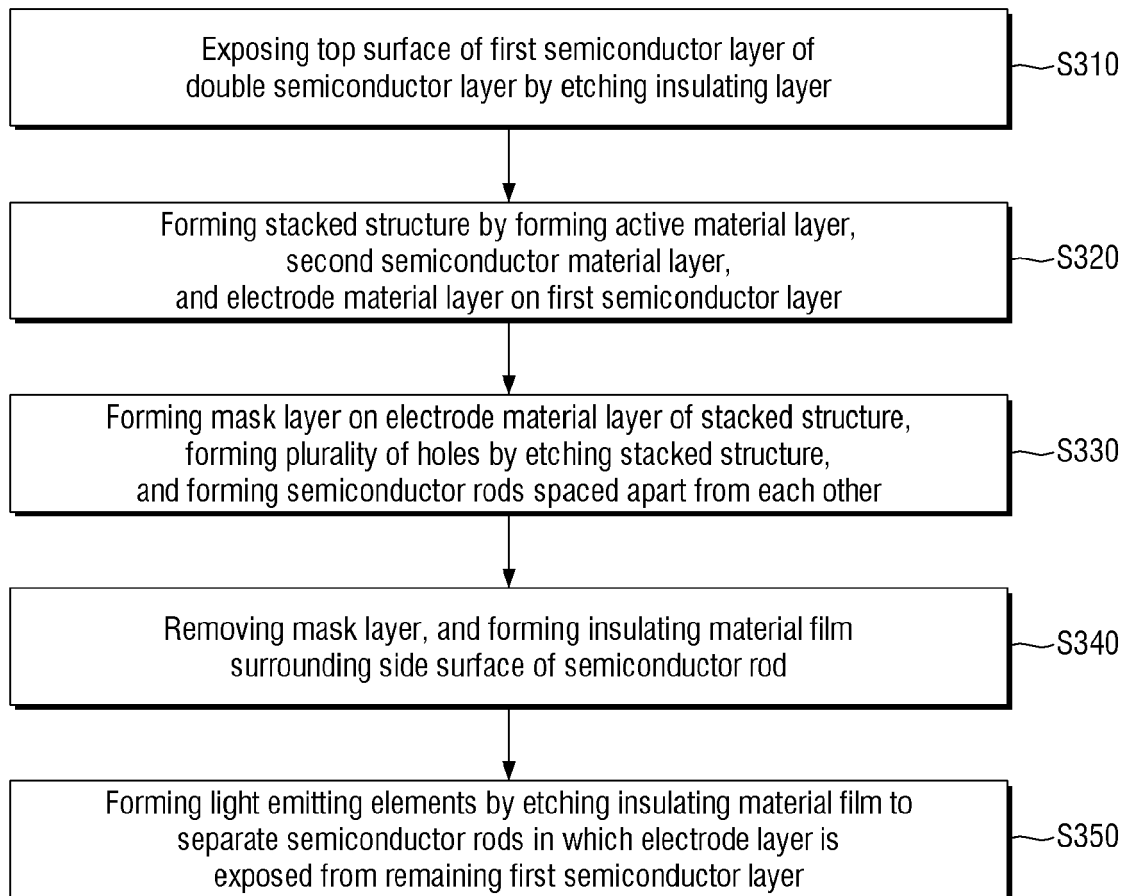 Exposing top surface of first semiconductor layer of
double semiconductor layer by etching insulating layer
S310
Forming stacked structure by forming active material layer,
second semiconductor material layer,
and electrode material layer on first semiconductor layer
S320
Forming mask layer on electrode material layer of stacked structure,
forming plurality of holes by etching stacked structure,
and forming semiconductor rods spaced apart from each other
S330
Removing mask layer, and forming insulating material film
surrounding side surface of semiconductor rod
S340
Forming light emitting elements by etching insulating material film to
separate semiconductor rods in which electrode layer is
exposed from remaining first semiconductor layer
S350